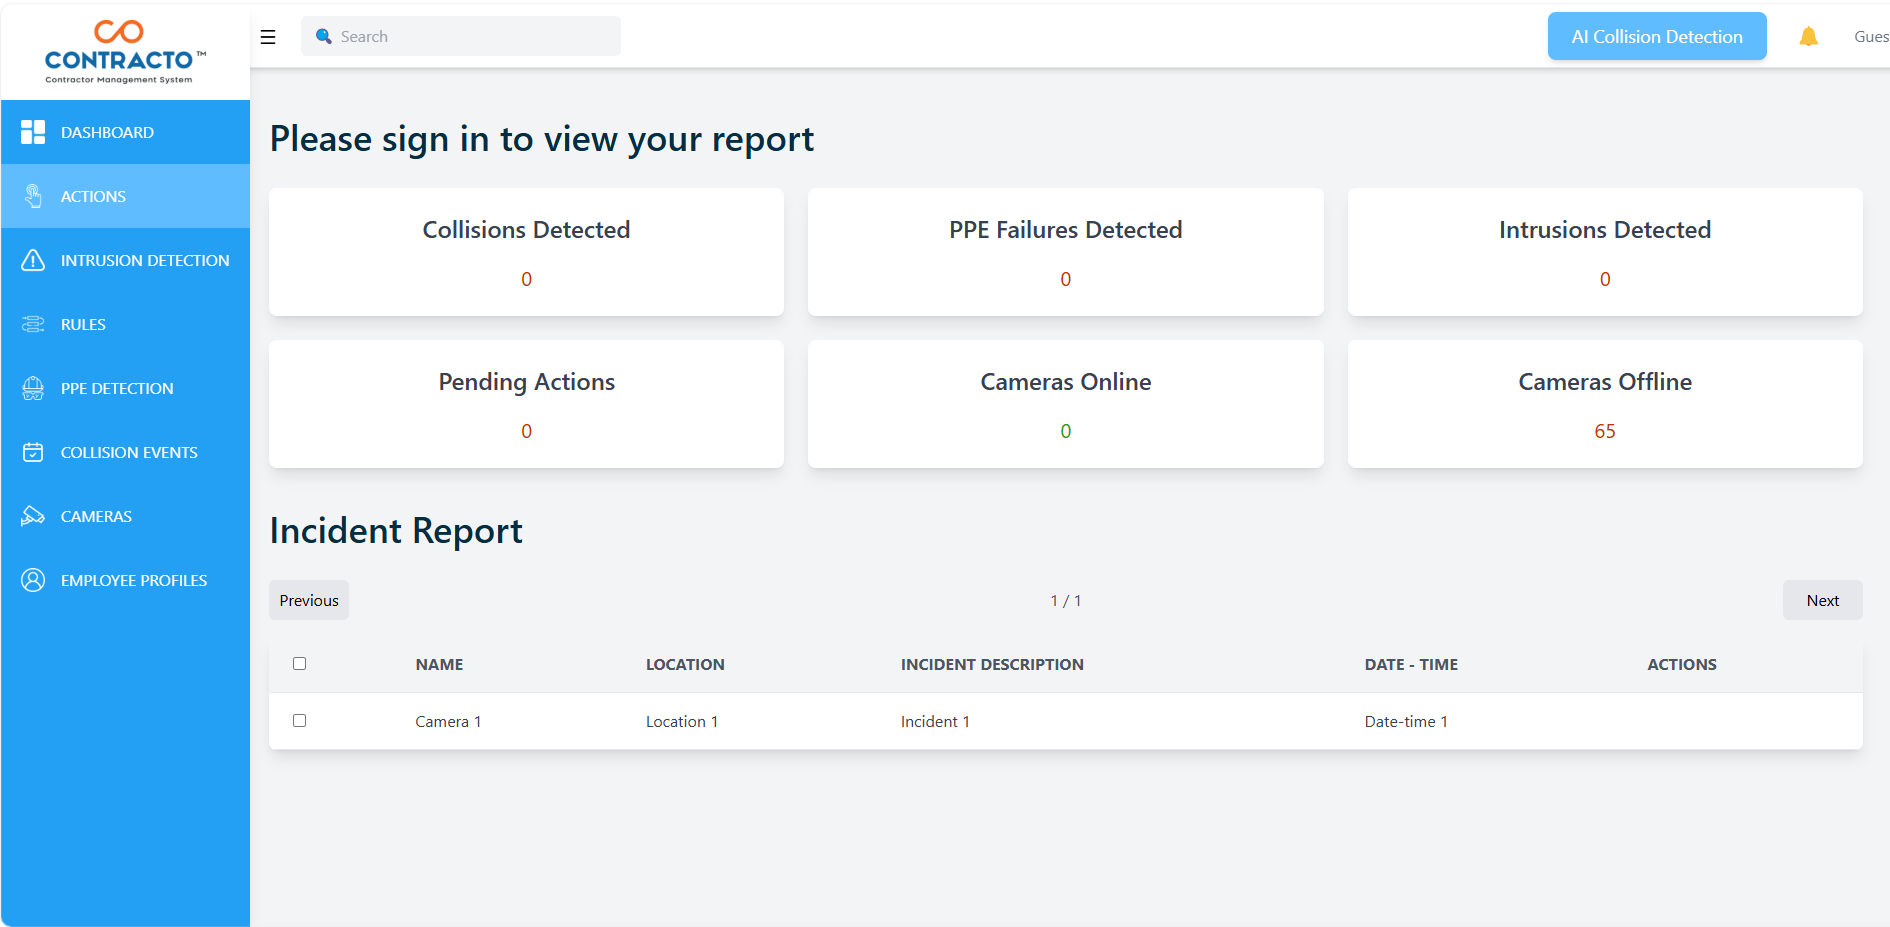 CONTRACTO™
Contractor Management System
☰
Search
AI Collision Detection
Gues
DASHBOARD
ACTIONS
INTRUSION DETECTION
RULES
PPE DETECTION
COLLISION EVENTS
CAMERAS
EMPLOYEE PROFILES
Please sign in to view your report
Collisions Detected
0
PPE Failures Detected
0
Intrusions Detected
0
Pending Actions
0
Cameras Online
0
Cameras Offline
65
Incident Report
Previous 1 / 1 Next
NAME LOCATION INCIDENT DESCRIPTION DATE - TIME ACTIONS
Camera 1 Location 1 Incident 1 Date-time 1